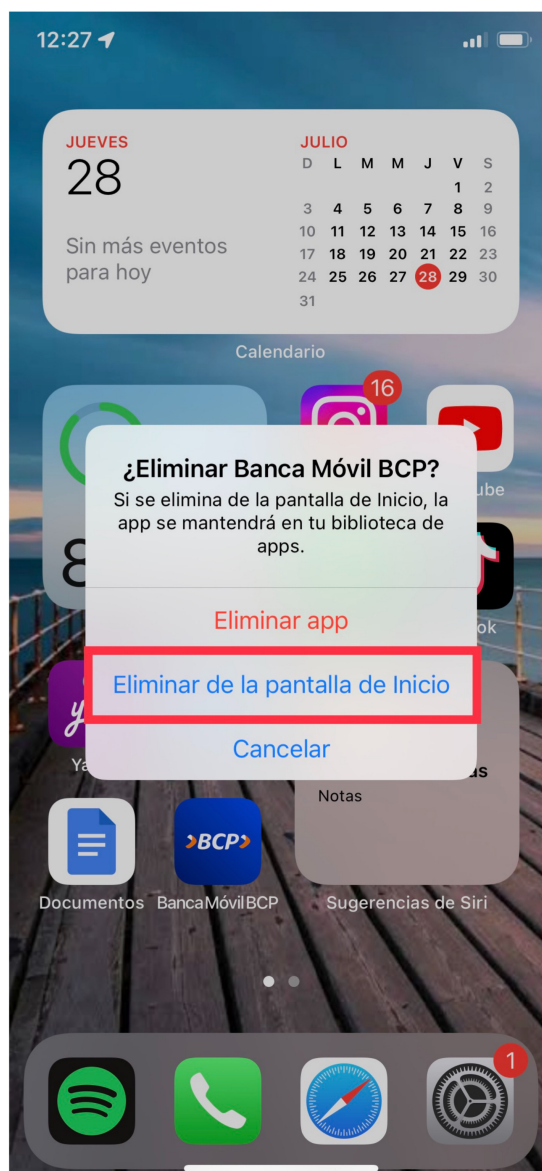 12:27
JUEVES
28
Sin más eventos
para hoy
JULIO
D L M M J V S
1 2
3 4 5 6 7 8 9
10 11 12 13 14 15 16
17 18 19 20 21 22 23
24 25 26 27 28 29 30
31
Calendario
16
¿Eliminar Banca Móvil BCP?
Si se elimina de la pantalla de Inicio, la
app se mantendrá en tu biblioteca de
apps.
Eliminar app
Eliminar de la pantalla de Inicio
Cancelar
Notas
BCP
Documentos
BancaMóvilBCP
Sugerencias de Siri
1